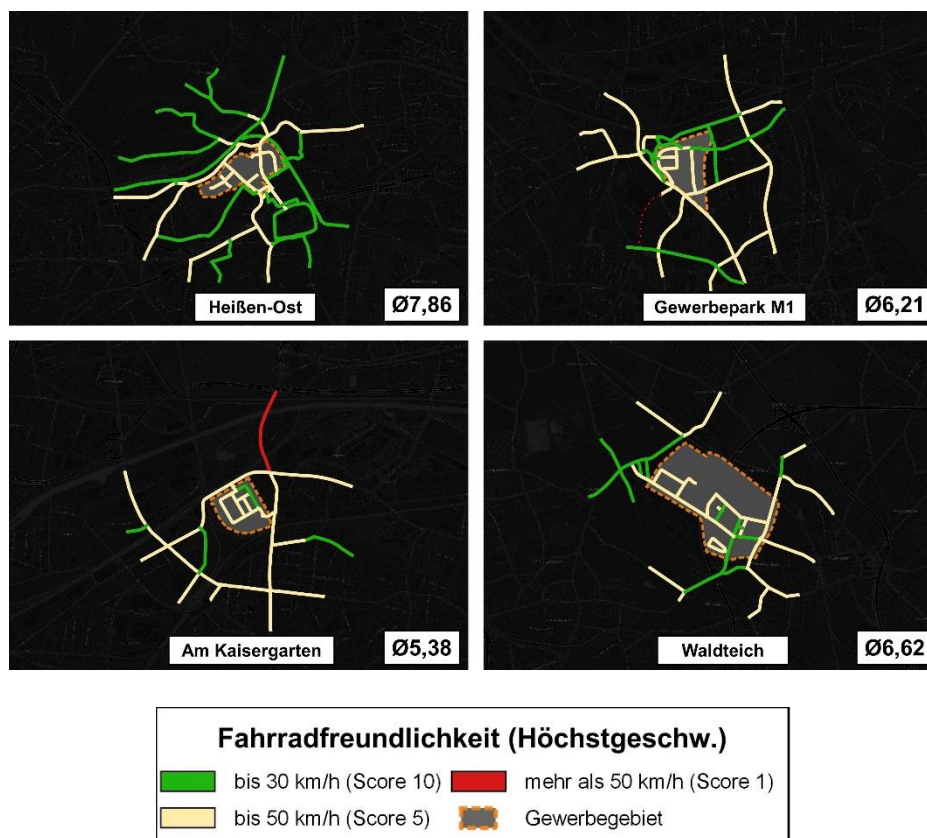 Heißen-Ost
Ø7,86
Gewerbepark M1
Ø6,21
Am Kaisergarten
Ø5,38
Waldteich
Ø6,62
Fahrradfreundlichkeit (Höchstgeschw.)
bis 30 km/h (Score 10)
mehr als 50 km/h (Score 1)
bis 50 km/h (Score 5)
Gewerbegebiet